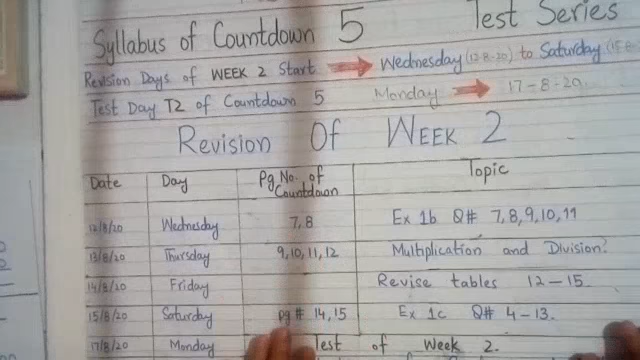 Syllabus of Countdown 5 Test Series
Revision Days of WEEK 2 Start → Wednesday (12-8-20) to Saturday (15-8-
Test Day T2 of Countdown 5 Monday → 17-8-20.
Revision Of WEEK 2
Date Day Pg No. of Countdown Topic
12/8/20 Wednesday 7,8 Ex 1b Q# 7,8,9,10,11
13/8/20 Thursday 9,10,11,12 Multiplication and Division.
14/8/20 Friday Revise tables 12-15.
15/8/20 Saturday Pg # 14,15 Ex 1c Q# 4-13.
17/8/20 Monday Test of Week 2.